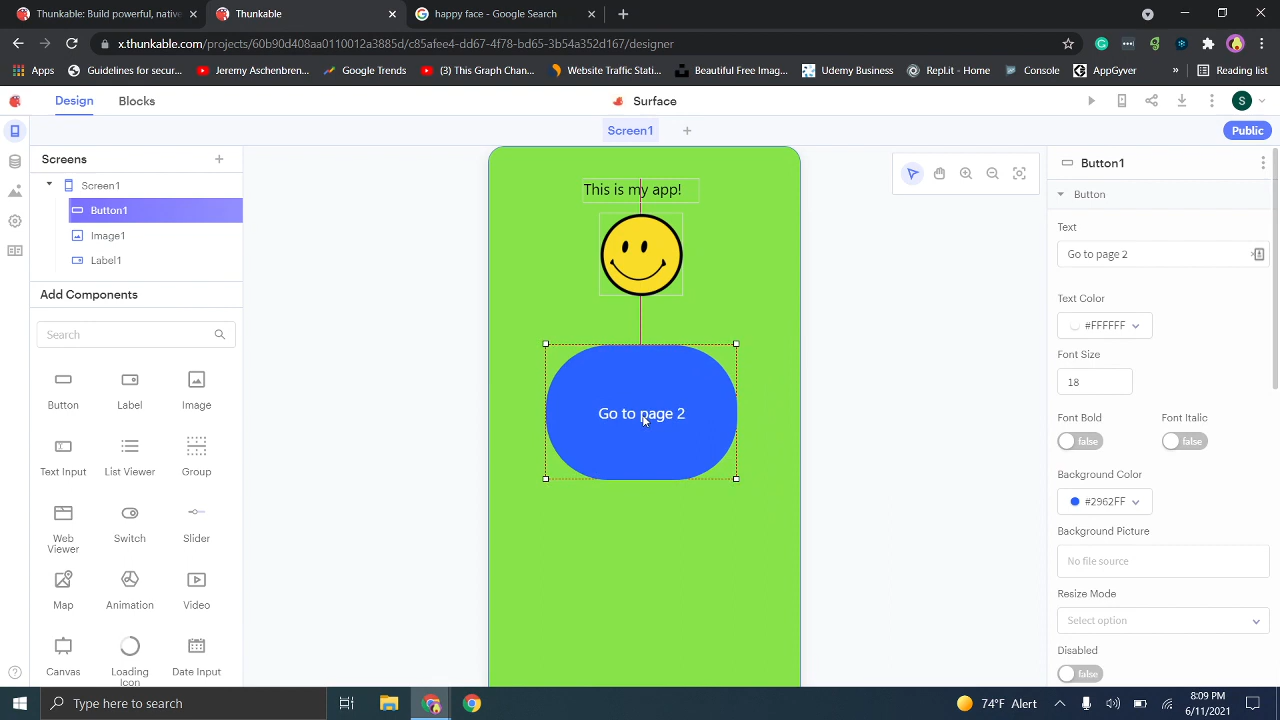 Thunkable: Build powerful, native
Thunkable
happy face - Google Search
x.thunkable.com/projects/60b90d408aa0110012a3885d/c85afee4-dd67-4f78-bd65-3b54a352d167/designer
Apps
Guidelines for secur...
Jeremy Aschenbren...
Google Trends
(3) This Graph Chan...
Website Traffic Stati...
Beautiful Free Imag...
Udemy Business
Repl.it - Home
Console
AppGyver
»
Reading list
Design
Blocks
Surface
S
Screen1
Public
Screens
Screen1
Button1
Image1
Label1
Add Components
Search
Button
Label
Image
Text Input
List Viewer
Group
Web Viewer
Switch
Slider
Map
Animation
Video
Canvas
Loading Icon
Date Input
This is my app!
Go to page 2
Button1
Button
Text
Go to page 2
Text Color
#FFFFFF
Font Size
18
Font Bold
Font Italic
false
false
Background Color
#2962FF
Background Picture
No file source
Resize Mode
Select option
Disabled
false
Type here to search
74°F Alert
8:09 PM
6/11/2021